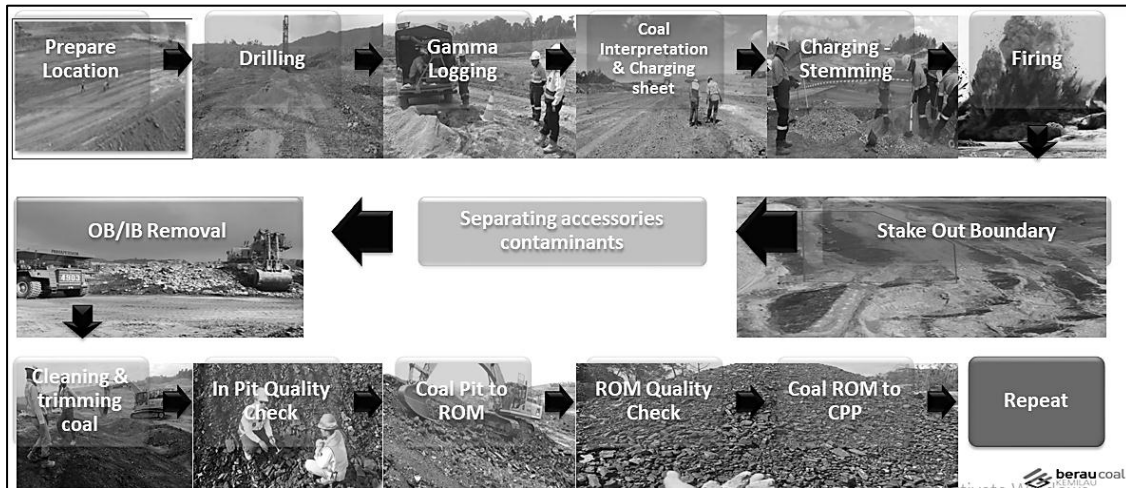 Prepare
Location
Drilling
Gamma
Logging
Coal
Interpretation
& Charging
sheet
Charging -
Stemming
Firing
OB/IB Removal
4903
Separating accessories
contaminants
Stake Out Boundary
Cleaning &
trimming
coal
In Pit Quality
Check
Coal Pit to
ROM
ROM Quality
Check
Coal ROM to
CPP
Repeat
beraucoal
KEMILAU